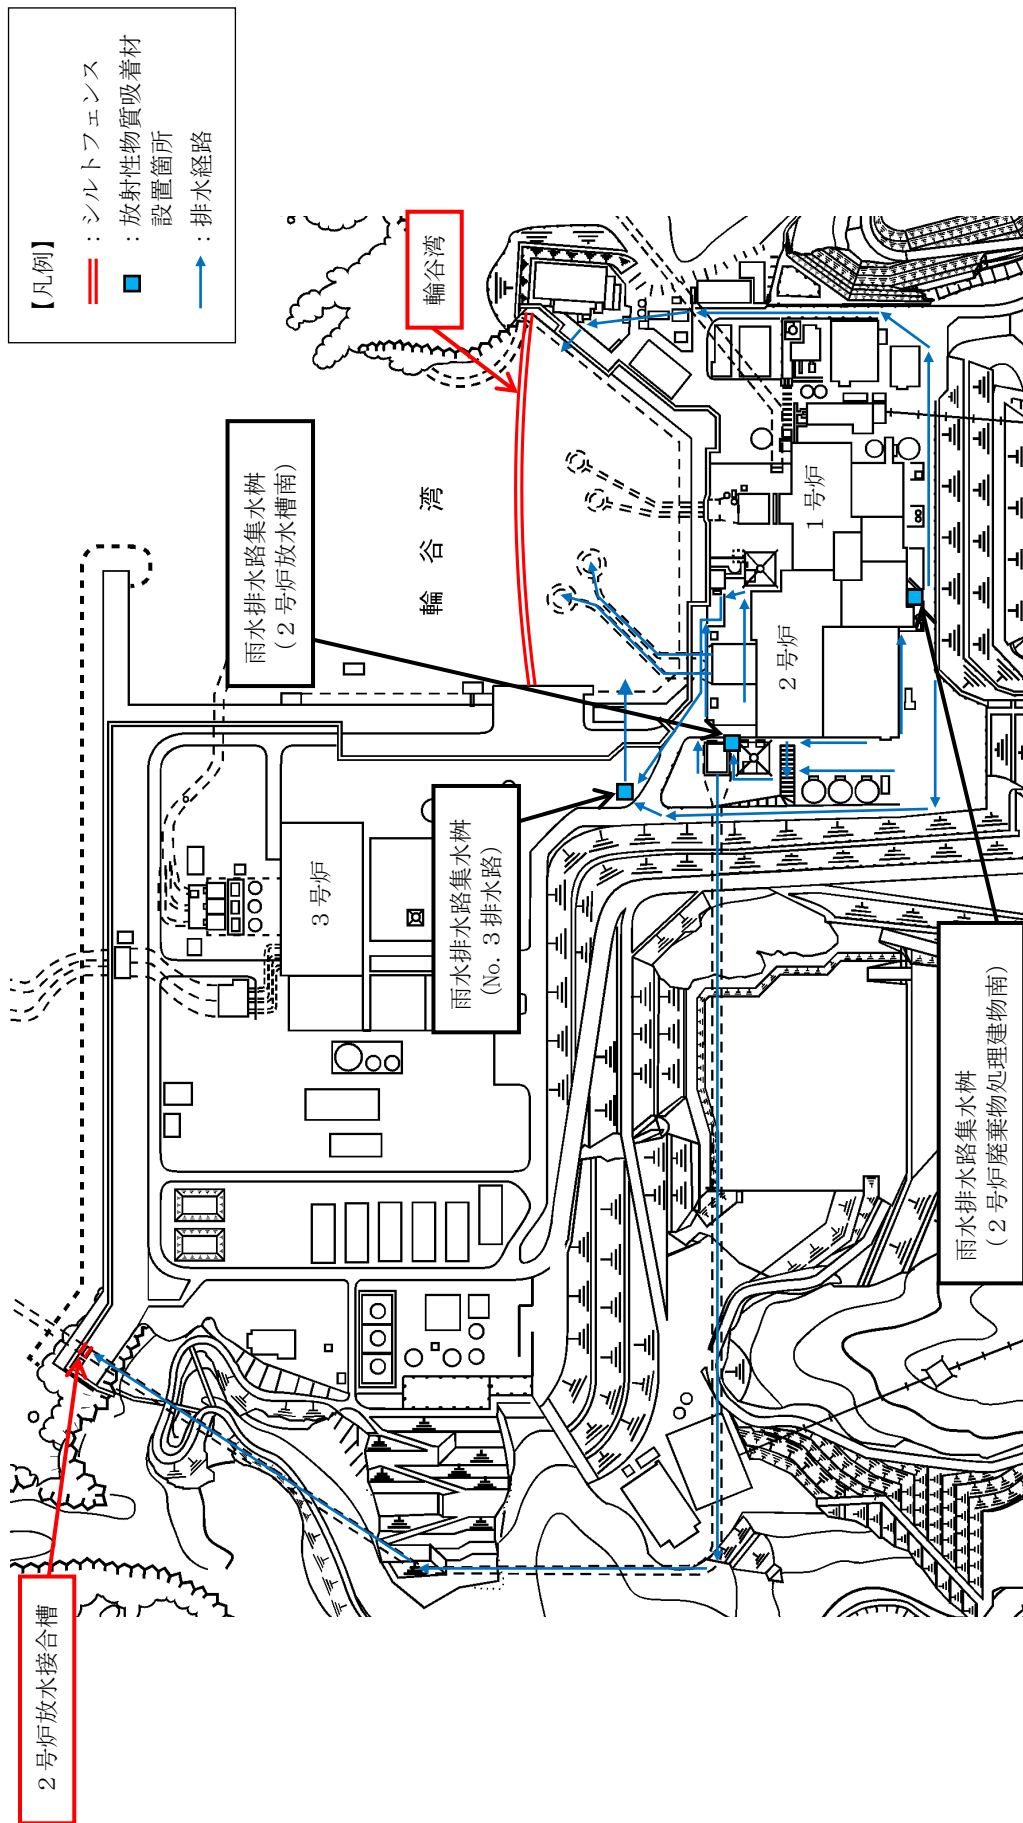 【凡例】
：シルトフェンス
：放射性物質吸着材
設置箇所
：排水経路
輪谷湾
雨水排水路集水桝
（２号炉放水槽南）
輪谷湾
１号炉
２号炉
３号炉
雨水排水路集水桝
（No. ３排水路）
雨水排水路集水桝
（２号炉廃棄物処理建物南）
２号炉放水接合槽